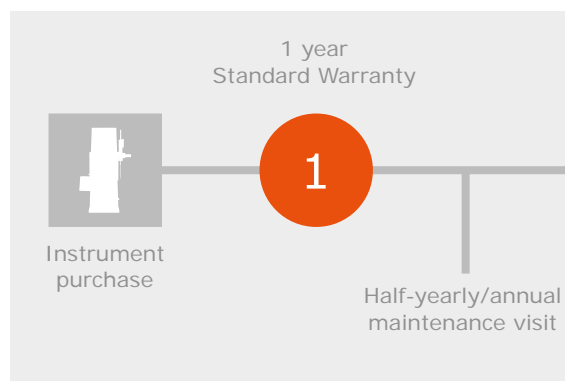 1 year
Standard Warranty
1
Instrument
purchase
Half-yearly/annual
maintenance visit